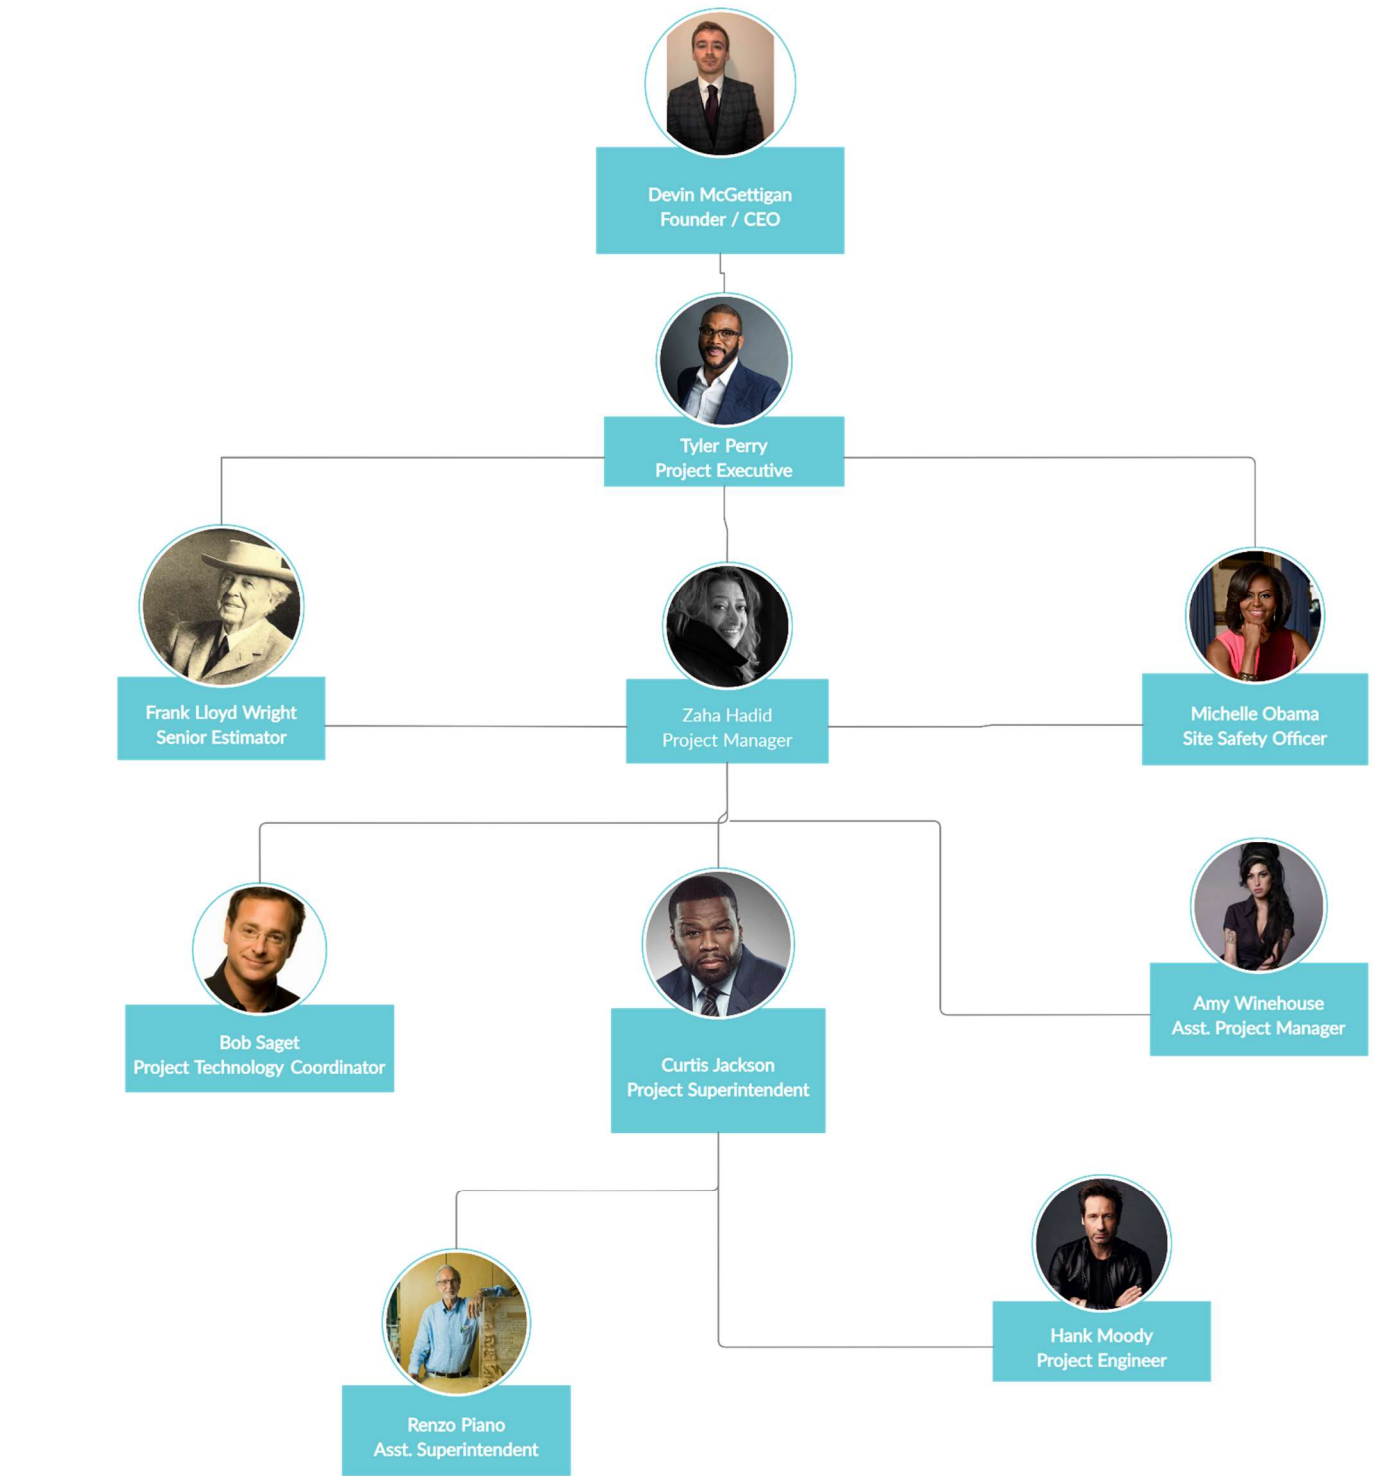 Devin McGettigan
Founder / CEO
Tyler Perry
Project Executive
Frank Lloyd Wright
Senior Estimator
Zaha Hadid
Project Manager
Michelle Obama
Site Safety Officer
Bob Saget
Project Technology Coordinator
Curtis Jackson
Project Superintendent
Amy Winehouse
Asst. Project Manager
Renzo Piano
Asst. Superintendent
Hank Moody
Project Engineer